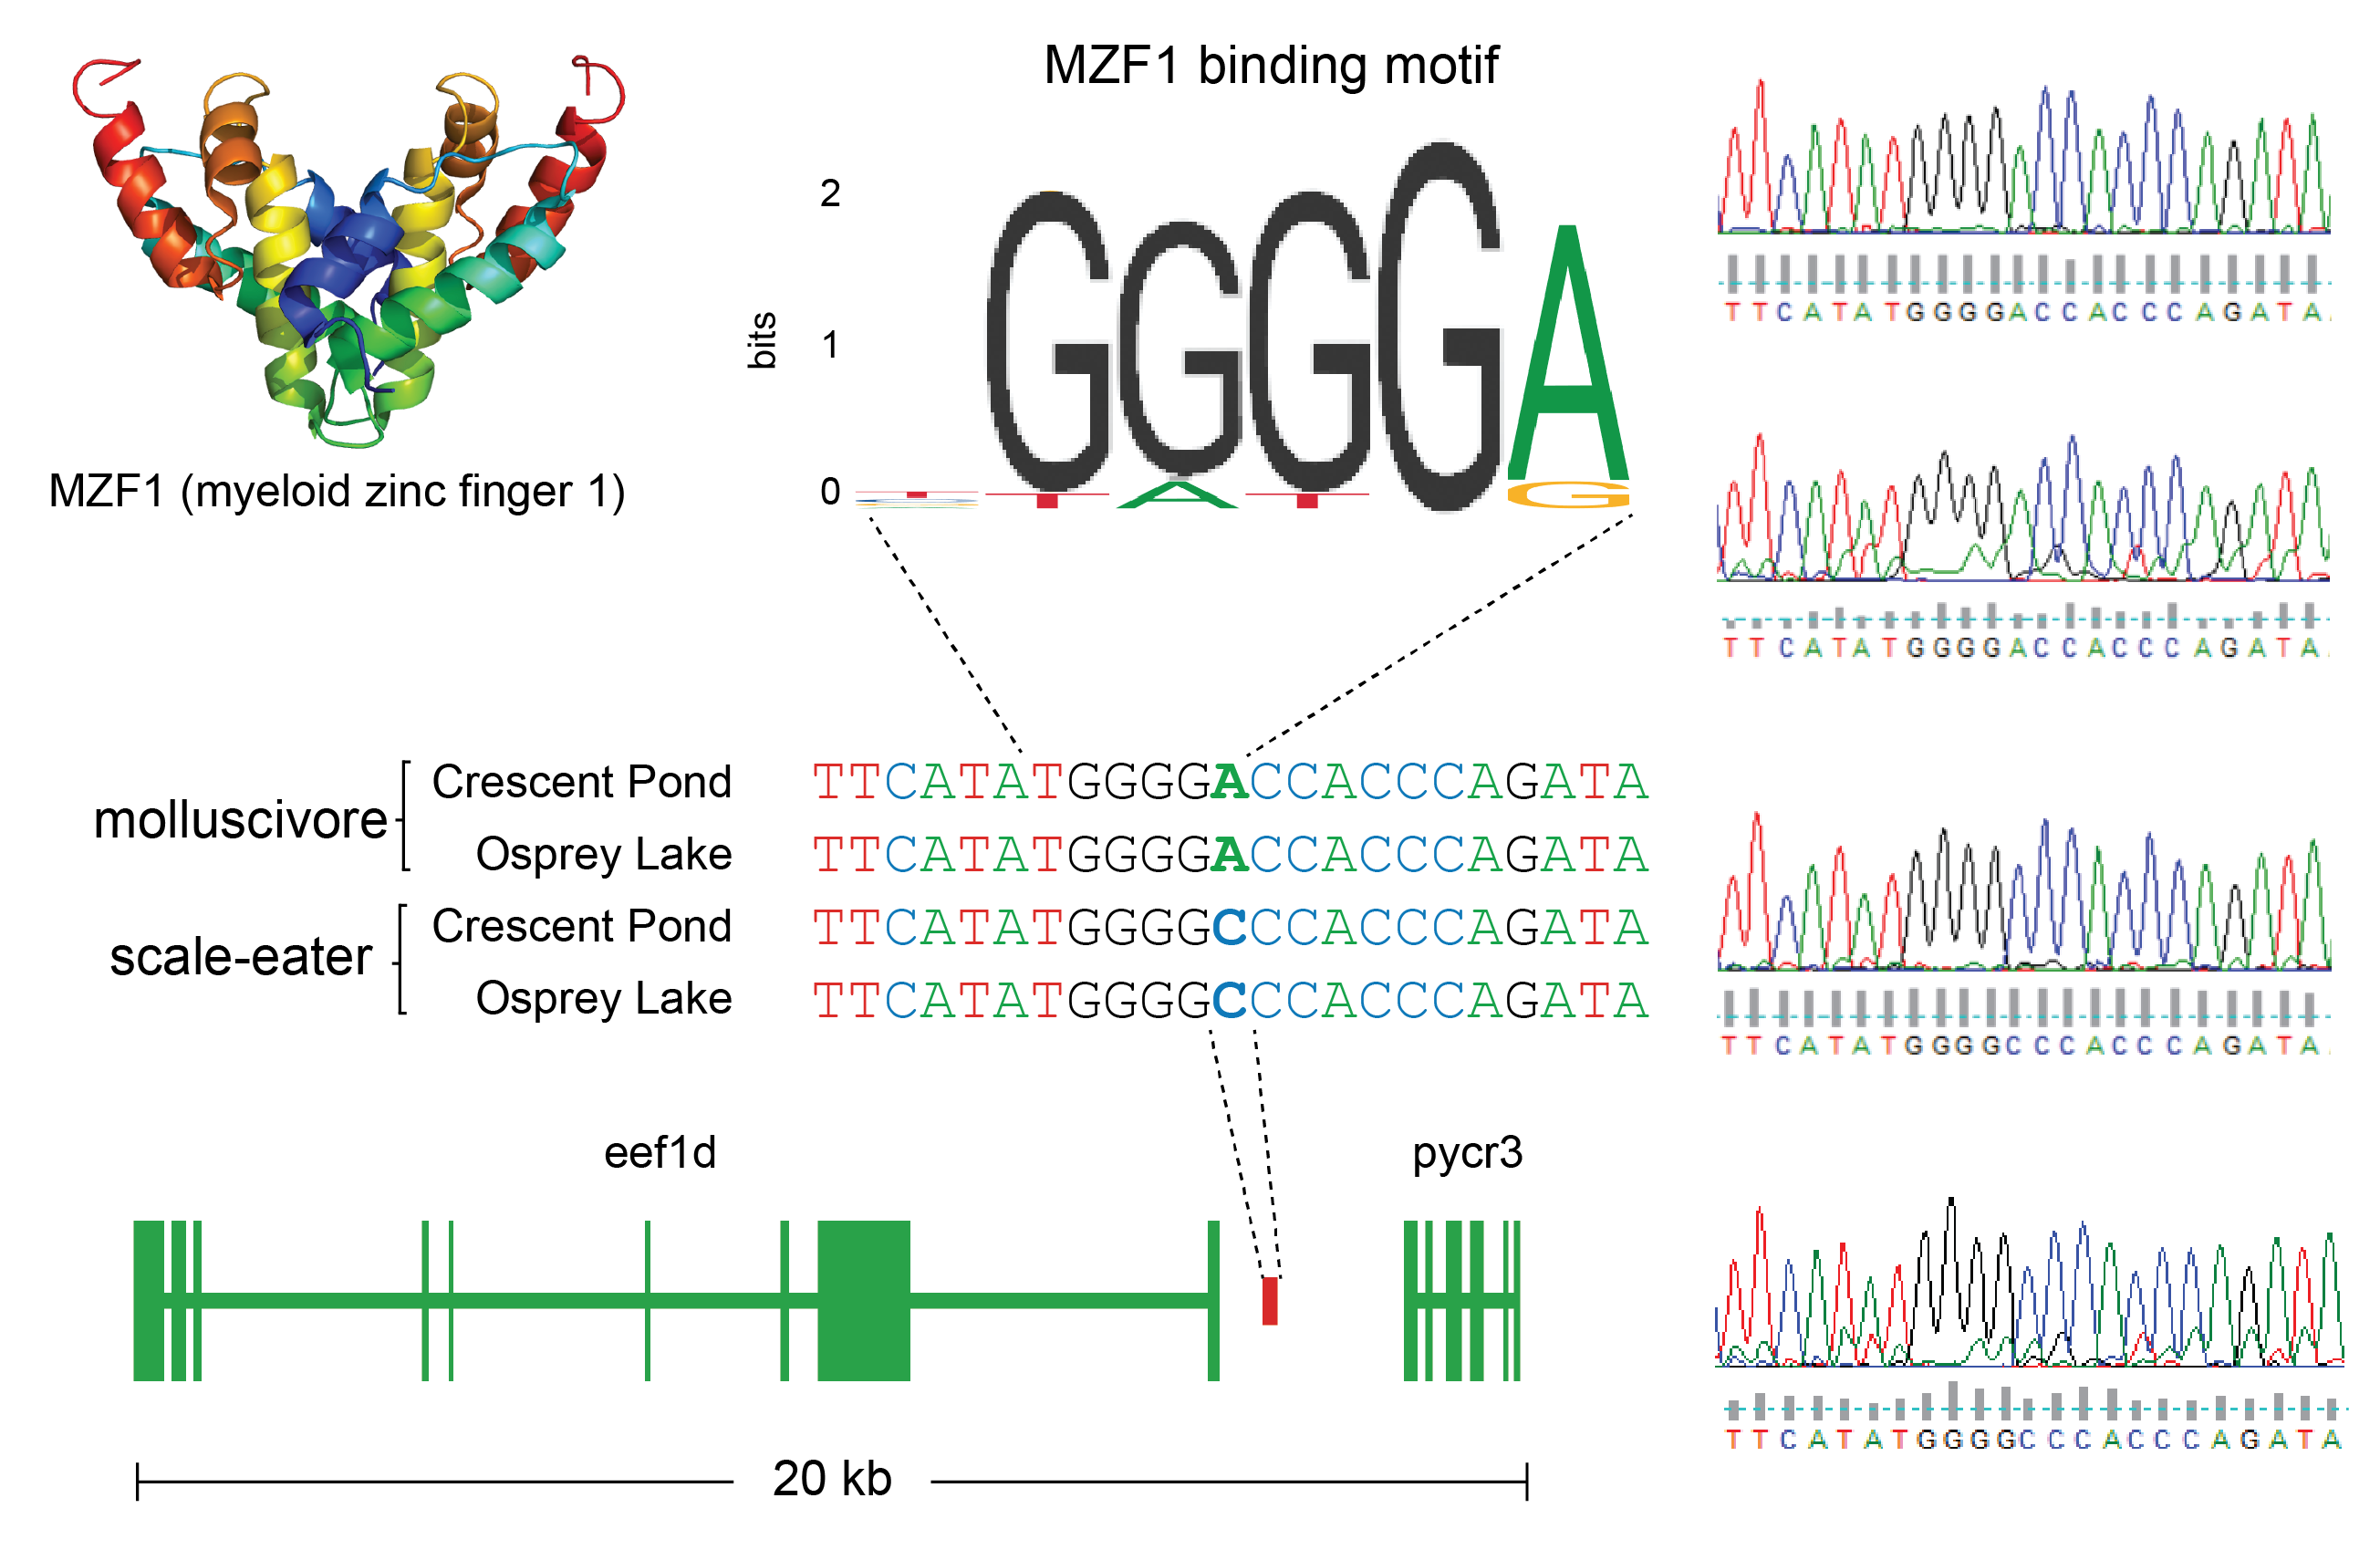 MZF1 binding motif
2
1
0
bits
GGGGA
T A T G
MZF1 (myeloid zinc finger 1)
TTCATATGGGGACCACCCAGATA
TTCATATGGGGACCACCCAGATA
molluscivore
Crescent Pond TTCATATGGGGACCACCCAGATA
Osprey Lake TTCATATGGGGACCACCCAGATA
scale-eater
Crescent Pond TTCATATGGGGCCCACCCAGATA
Osprey Lake TTCATATGGGGCCCACCCAGATA
TTCATATGGGGCCCACCCAGATA
eef1d
pycr3
TTCATATGGGGCCCACCCAGATA
20 kb